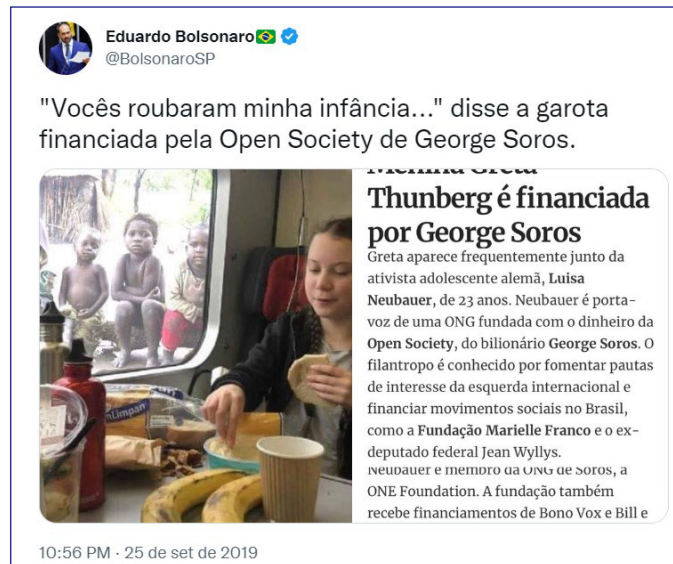 Eduardo Bolsonaro
@BolsonaroSP
"Vocês roubaram minha infância..." disse a garota
financiada pela Open Society de George Soros.
Menina Greta
Thunberg é financiada
por George Soros
Greta aparece frequentemente junto da
ativista adolescente alemã, Luisa
Neubauer, de 23 anos. Neubauer é porta-
voz de uma ONG fundada com o dinheiro da
Open Society, do bilionário George Soros. O
filantropo é conhecido por fomentar pautas
de interesse da esquerda internacional e
financiar movimentos sociais no Brasil,
como a Fundação Marielle Franco e o ex-
deputado federal Jean Wyllys.
Neubauer é membro da ONG de Soros, a
ONE Foundation. A fundação também
recebe financiamentos de Bono Vox e Bill e
10:56 PM · 25 de set de 2019